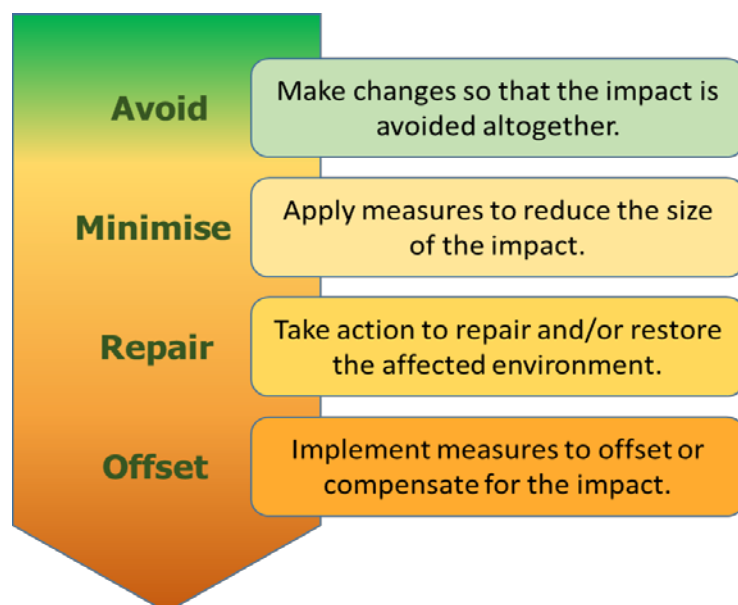 Avoid
Make changes so that the impact is
avoided altogether.
Minimise
Apply measures to reduce the size
of the impact.
Repair
Take action to repair and/or restore
the affected environment.
Offset
Implement measures to offset or
compensate for the impact.